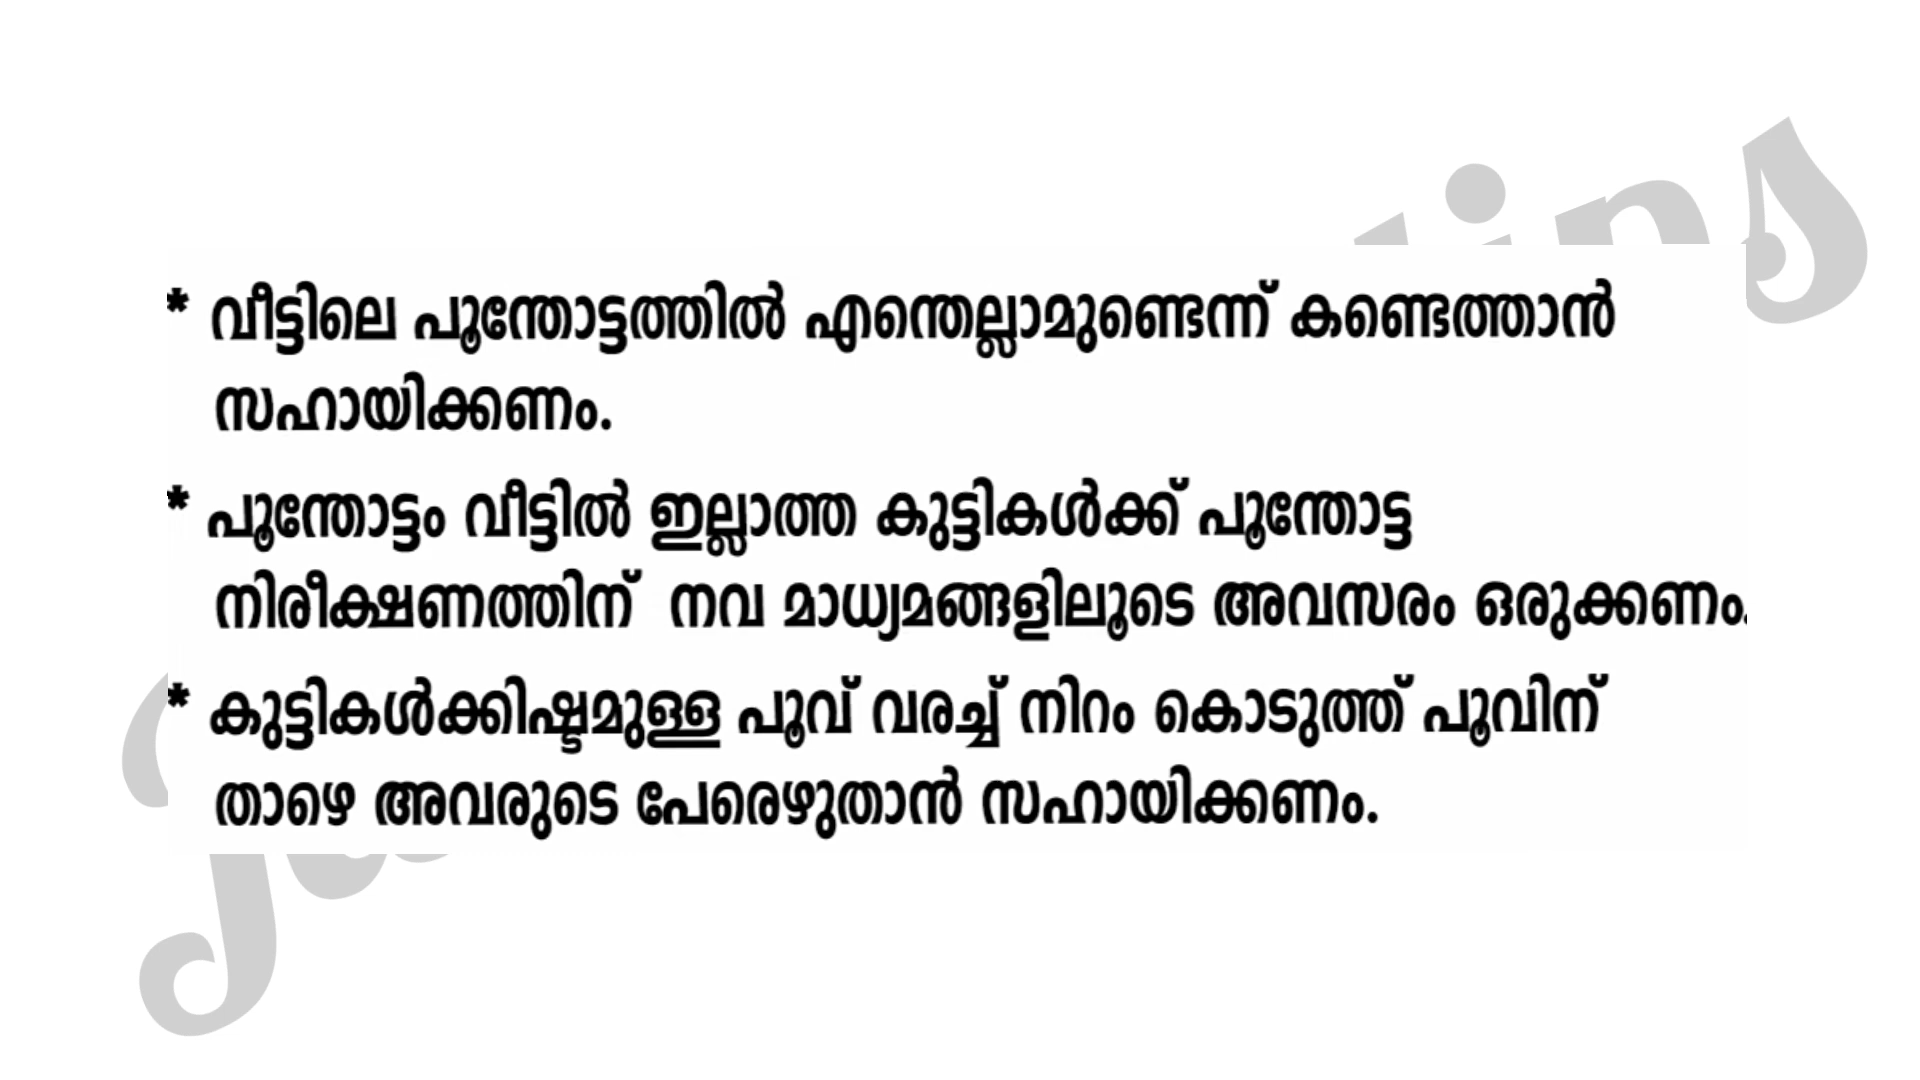 * വീട്ടിലെ പൂന്തോട്ടത്തിൽ എന്തെല്ലാമുണ്ടെന്ന് കണ്ടെത്താൻ
സഹായിക്കണം.
* പൂന്തോട്ടം വീട്ടിൽ ഇല്ലാത്ത കുട്ടികൾക്ക് പൂന്തോട്ട
നിരീക്ഷണത്തിന് നവ മാധ്യമങ്ങളിലൂടെ അവസരം ഒരുക്കണം.
* കുട്ടികൾക്കിഷ്ടമുള്ള പൂവ് വരച്ച് നിറം കൊടുത്ത് പൂവിന്
താഴെ അവരുടെ പേരെഴുതാൻ സഹായിക്കണം.